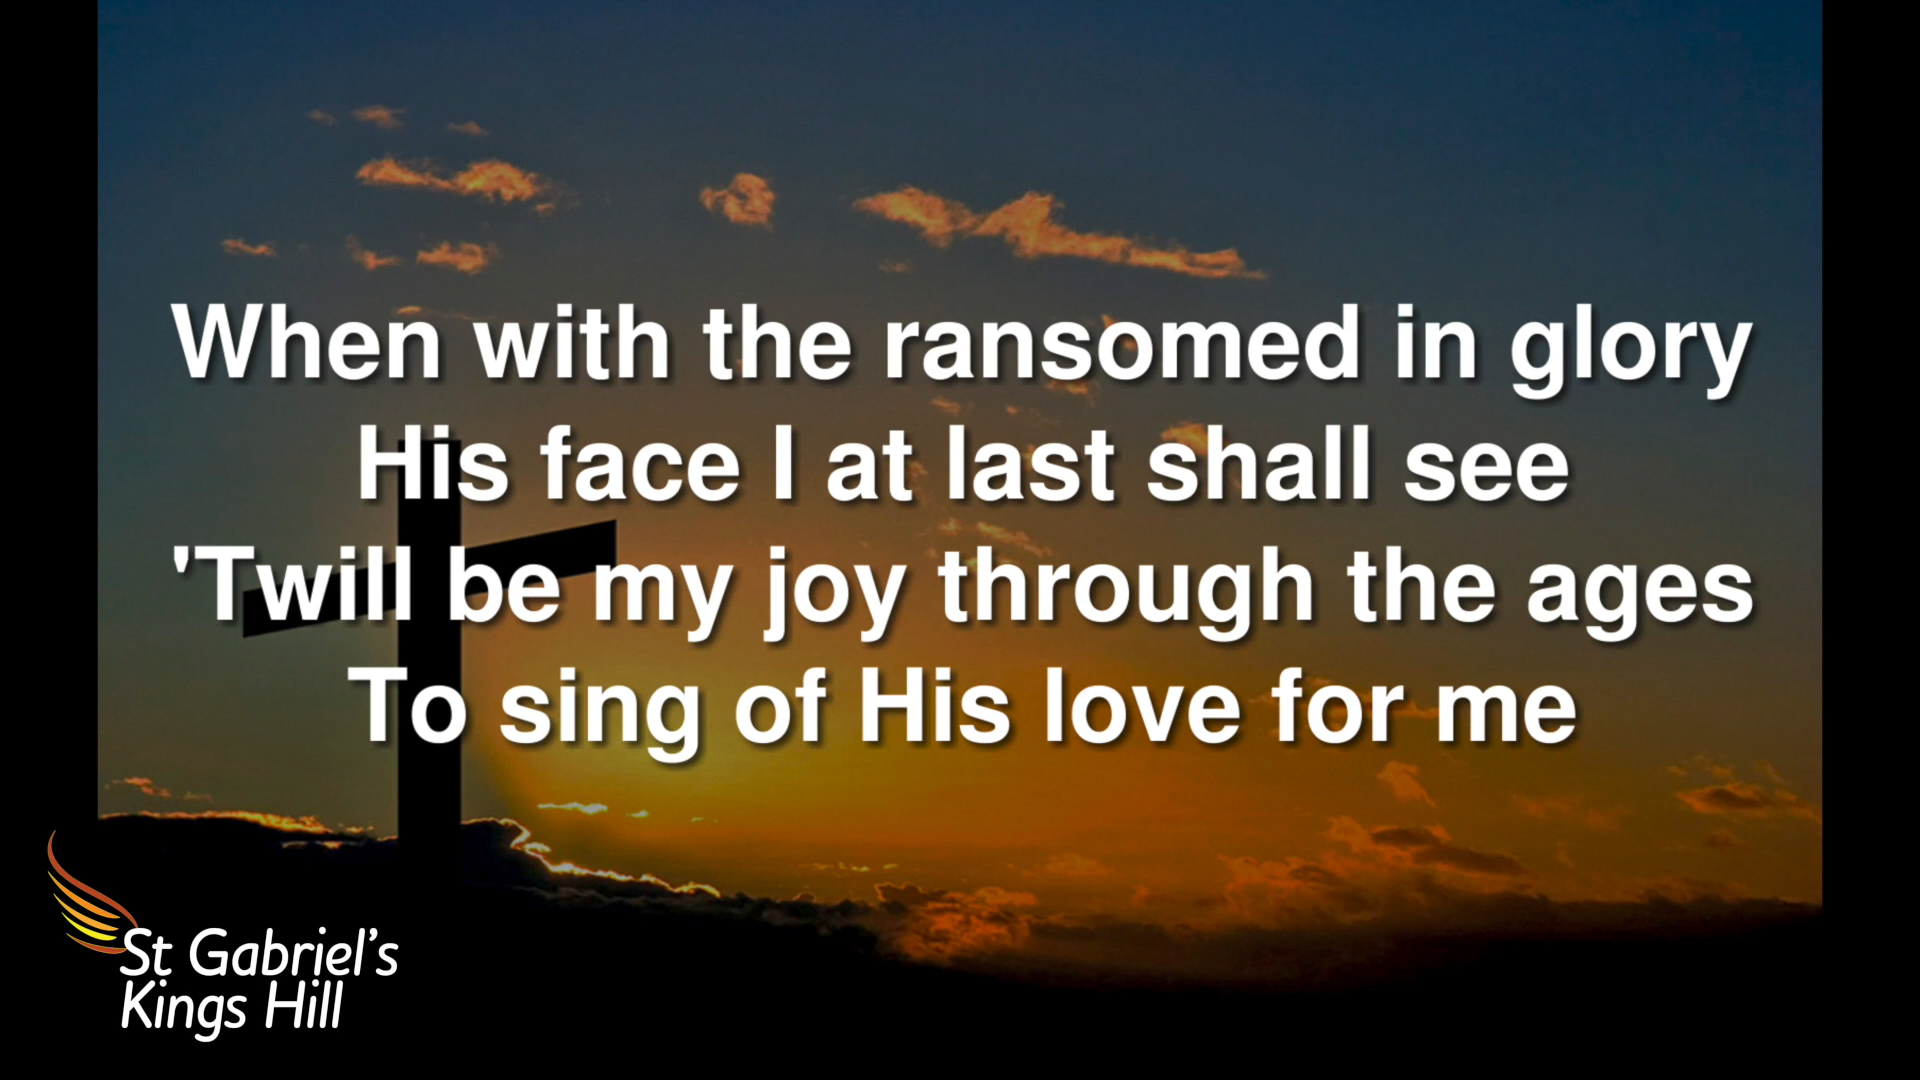 When with the ransomed in glory
His face I at last shall see
'Twill be my joy through the ages
To sing of His love for me
St Gabriel's
Kings Hill